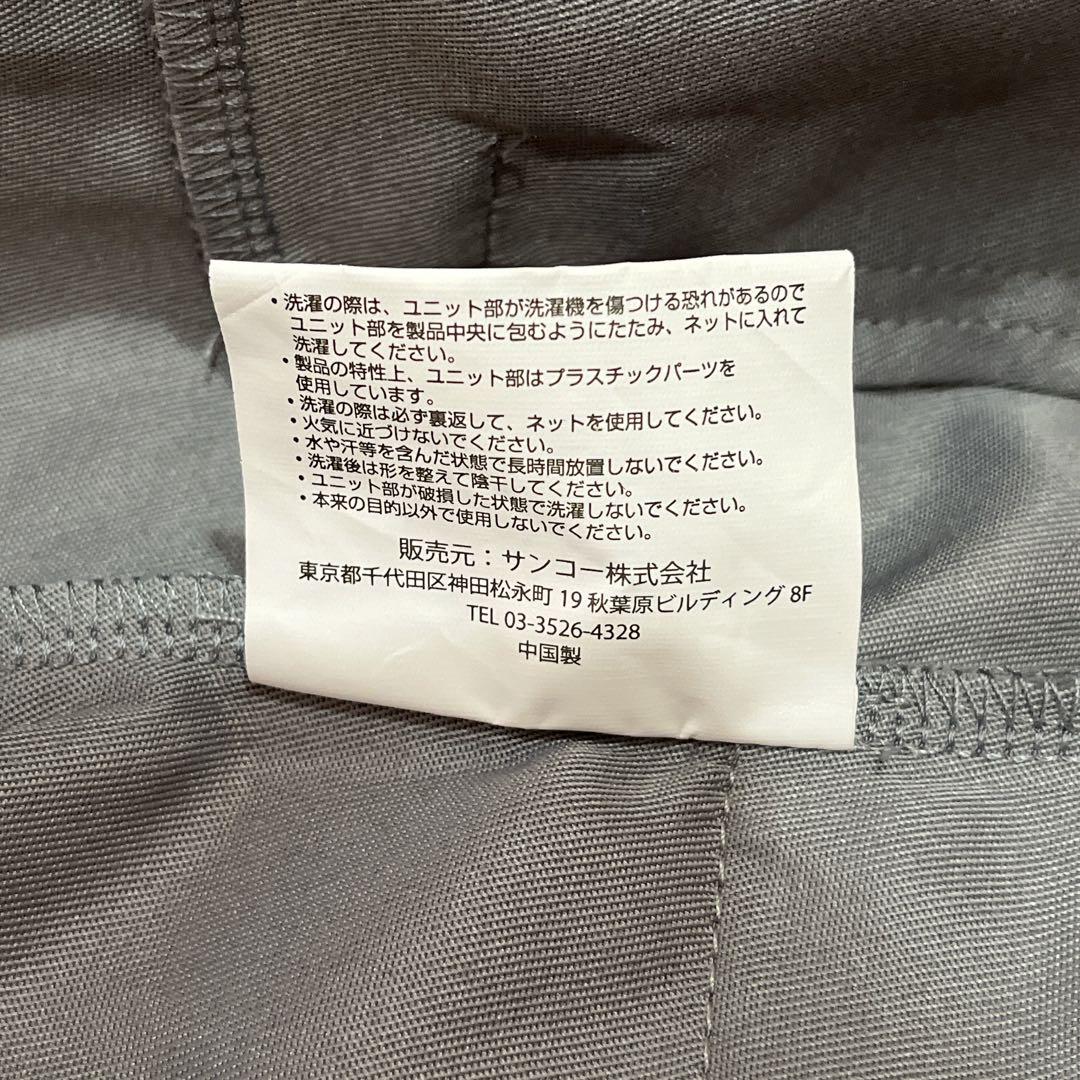 ・洗濯の際は、ユニット部が洗濯機を傷つける恐れがあるので
ユニット部を製品中央に包むようにたたみ、ネットに入れて
洗濯してください。
・製品の特性上、ユニット部はプラスチックパーツを
使用しています。
・洗濯の際は必ず裏返して、ネットを使用してください。
・火気に近づけないでください。
・水や汗等を含んだ状態で長時間放置しないでください。
・洗濯後は形を整えて陰干してください。
・ユニット部が破損した状態で洗濯しないでください。
・本来の目的以外で使用しないでください。
販売元：サンコー株式会社
東京都千代田区神田松永町 19 秋葉原ビルディング 8F
TEL 03-3526-4328
中国製